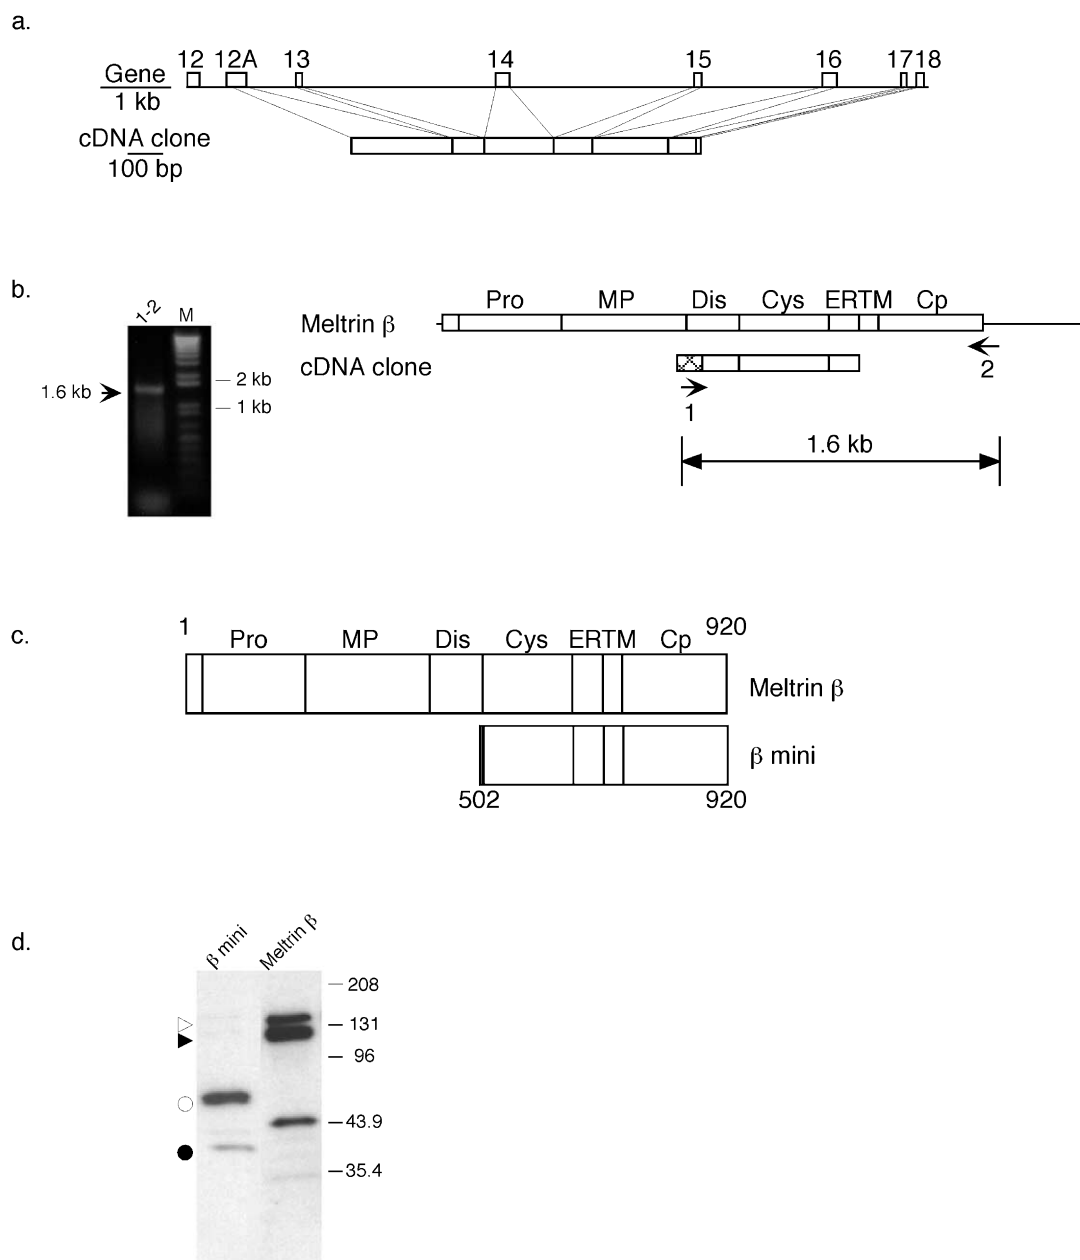 a.
12 12A 13 14 15 16 17 18
Gene
1 kb
cDNA clone
100 bp
b.
1-2 M
1.6 kb
2 kb
1 kb
Pro MP Dis Cys ERTM Cp
Meltrin β
cDNA clone
1
2
1.6 kb
c.
1 920
Pro MP Dis Cys ERTM Cp
Meltrin β
β mini
502 920
d.
β mini Meltrin β
208
131
96
43.9
35.4